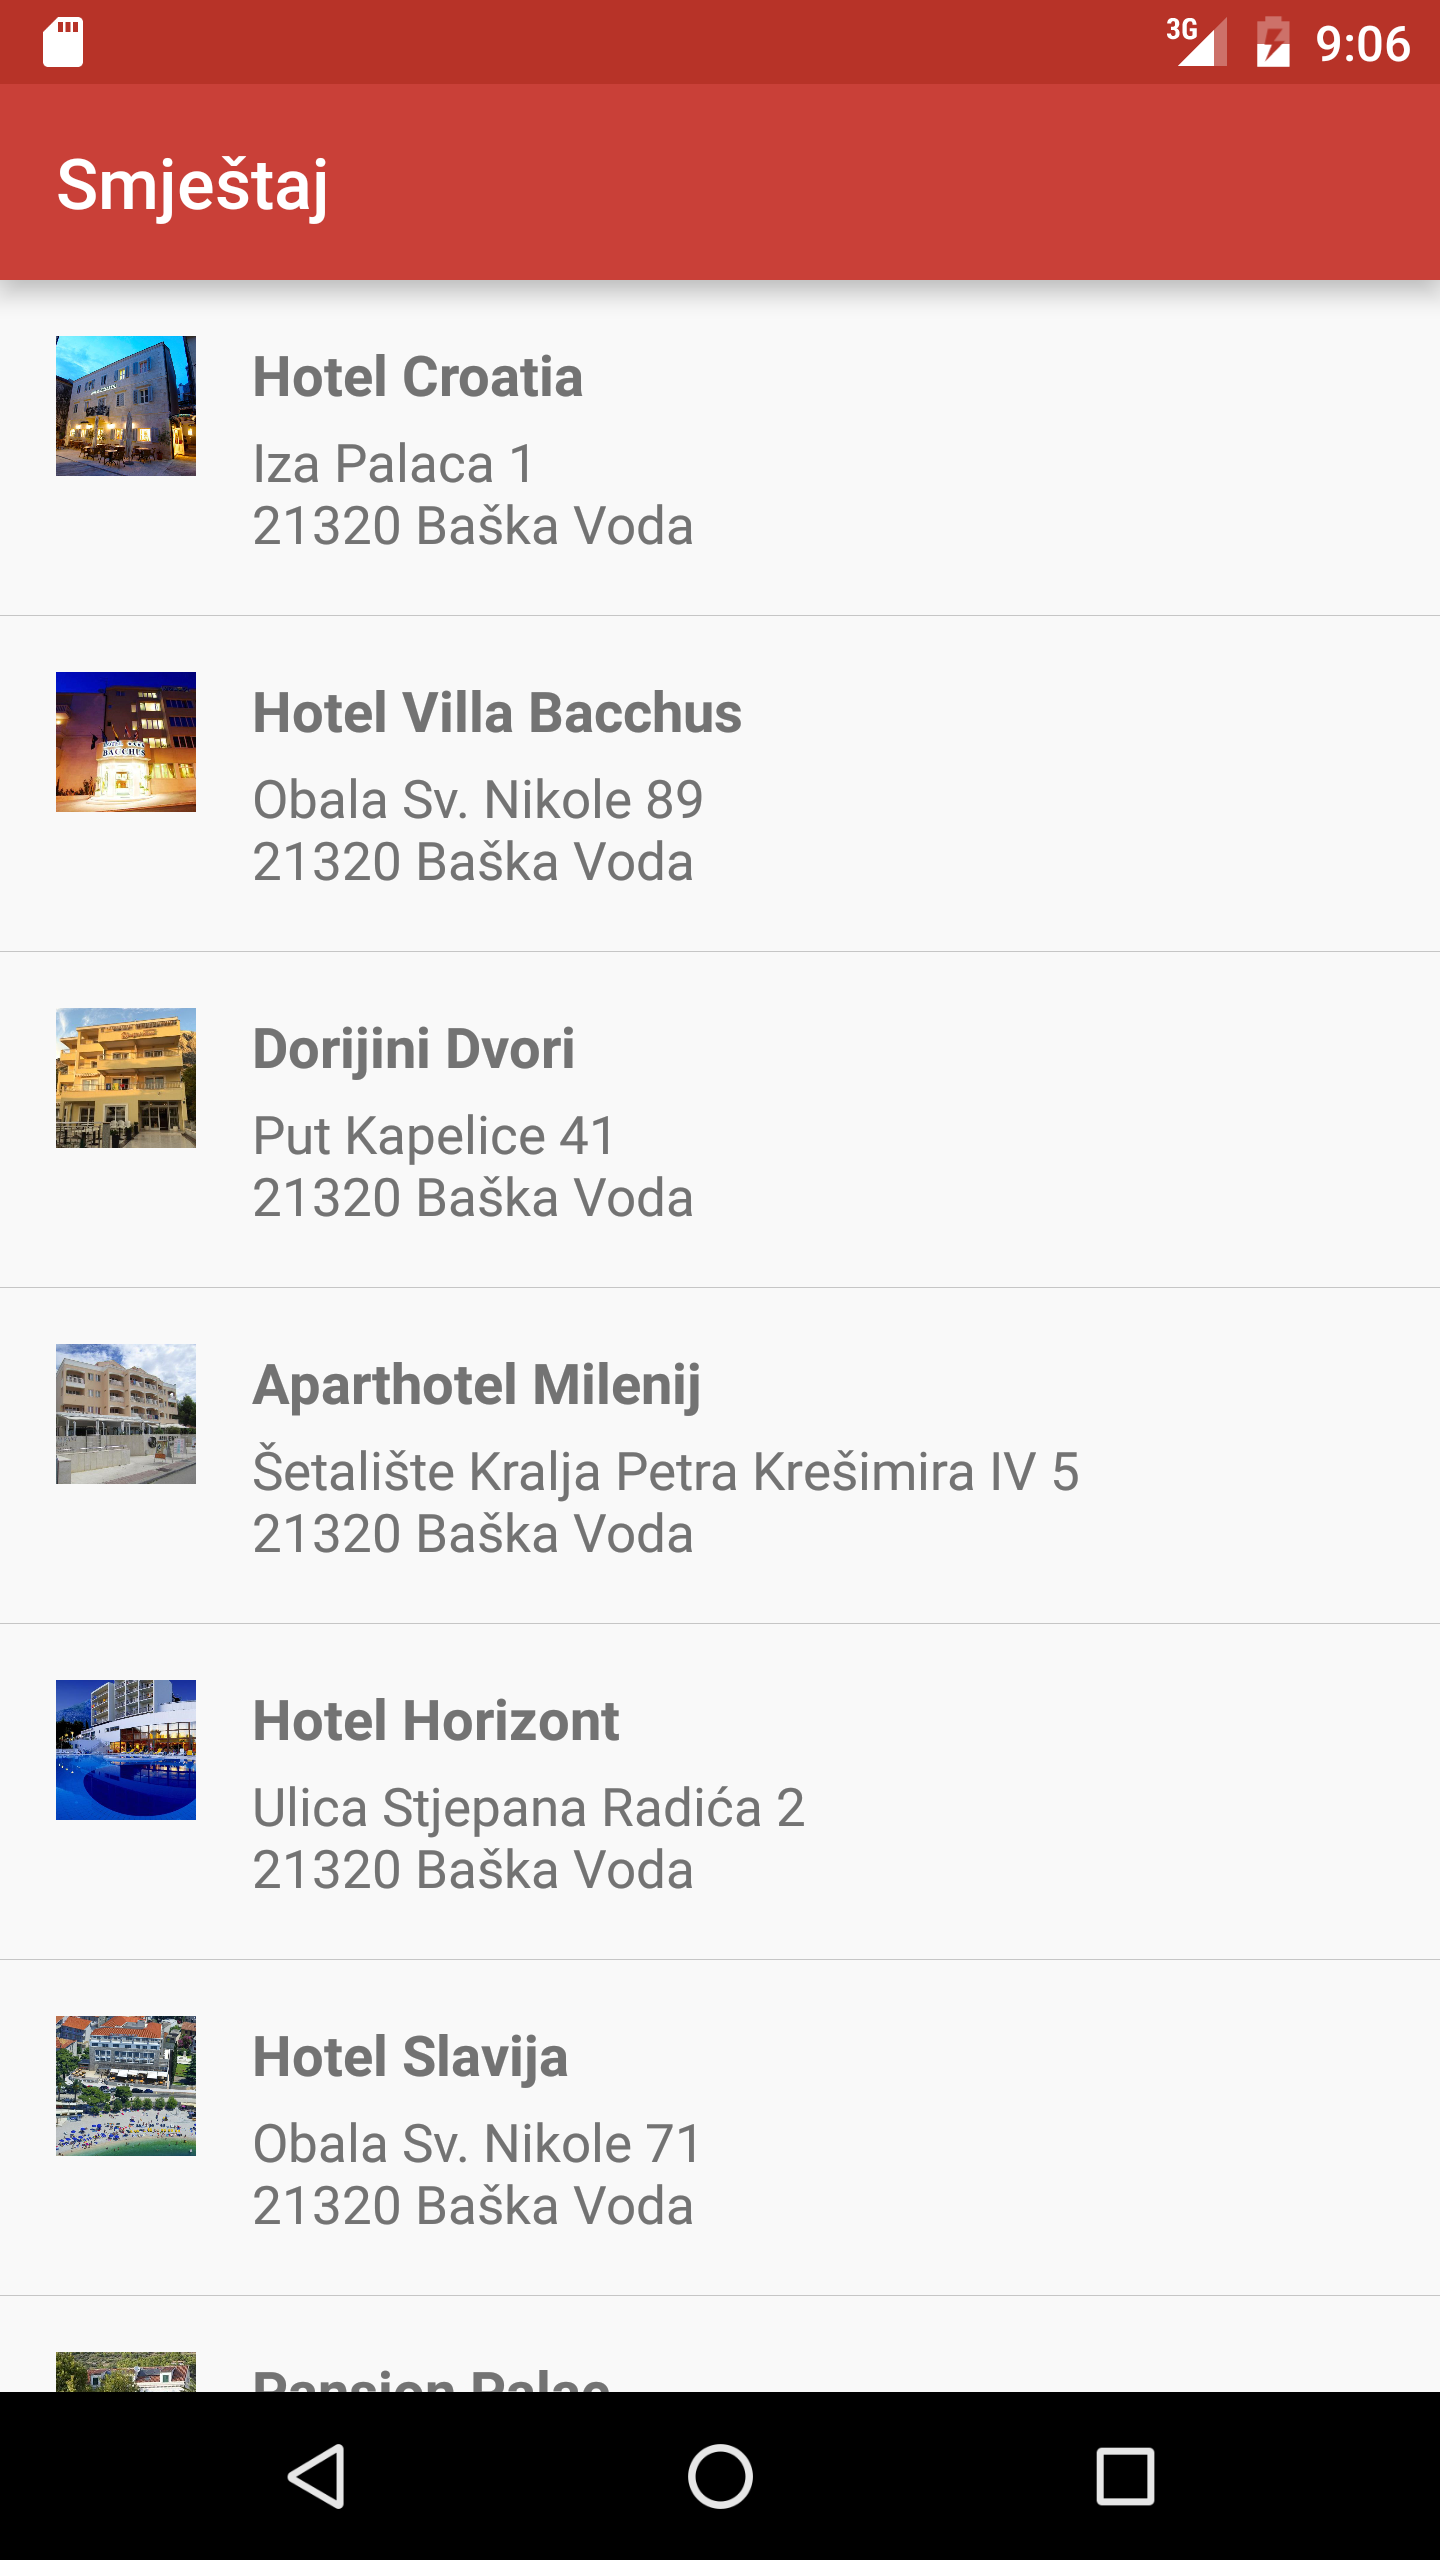 3G 9:06
Smještaj
Hotel Croatia
Iza Palaca 1
21320 Baška Voda
Hotel Villa Bacchus
Obala Sv. Nikole 89
21320 Baška Voda
BACCHUS
Dorijini Dvori
Put Kapelice 41
21320 Baška Voda
Aparthotel Milenij
Šetalište Kralja Petra Krešimira IV 5
21320 Baška Voda
Hotel Horizont
Ulica Stjepana Radića 2
21320 Baška Voda
Hotel Slavija
Obala Sv. Nikole 71
21320 Baška Voda
Pansion Palac